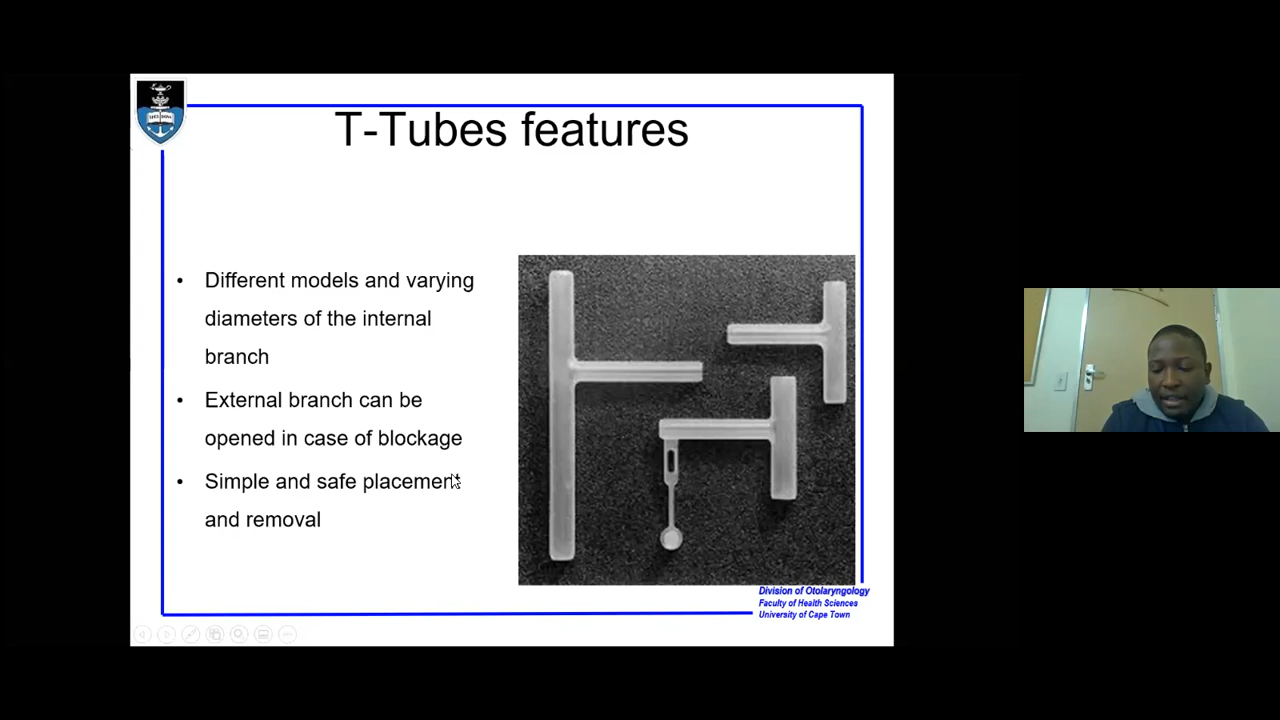 T-Tubes features
• Different models and varying
diameters of the internal
branch
• External branch can be
opened in case of blockage
• Simple and safe placement
and removal
Division of Otolaryngology
Faculty of Health Sciences
University of Cape Town